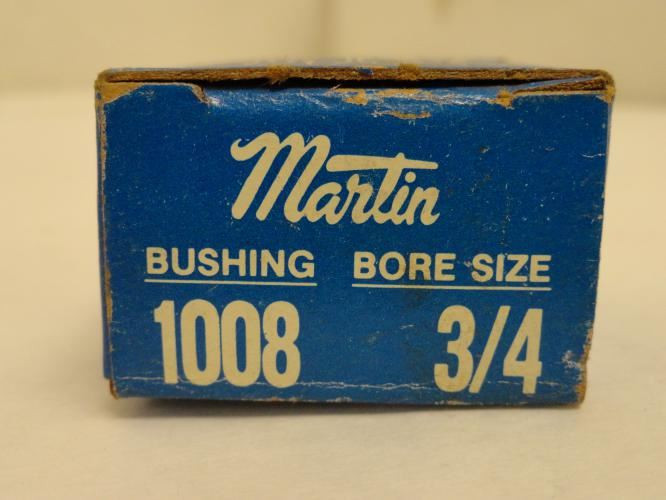 Martin
BUSHING BORE SIZE
1008 3/4